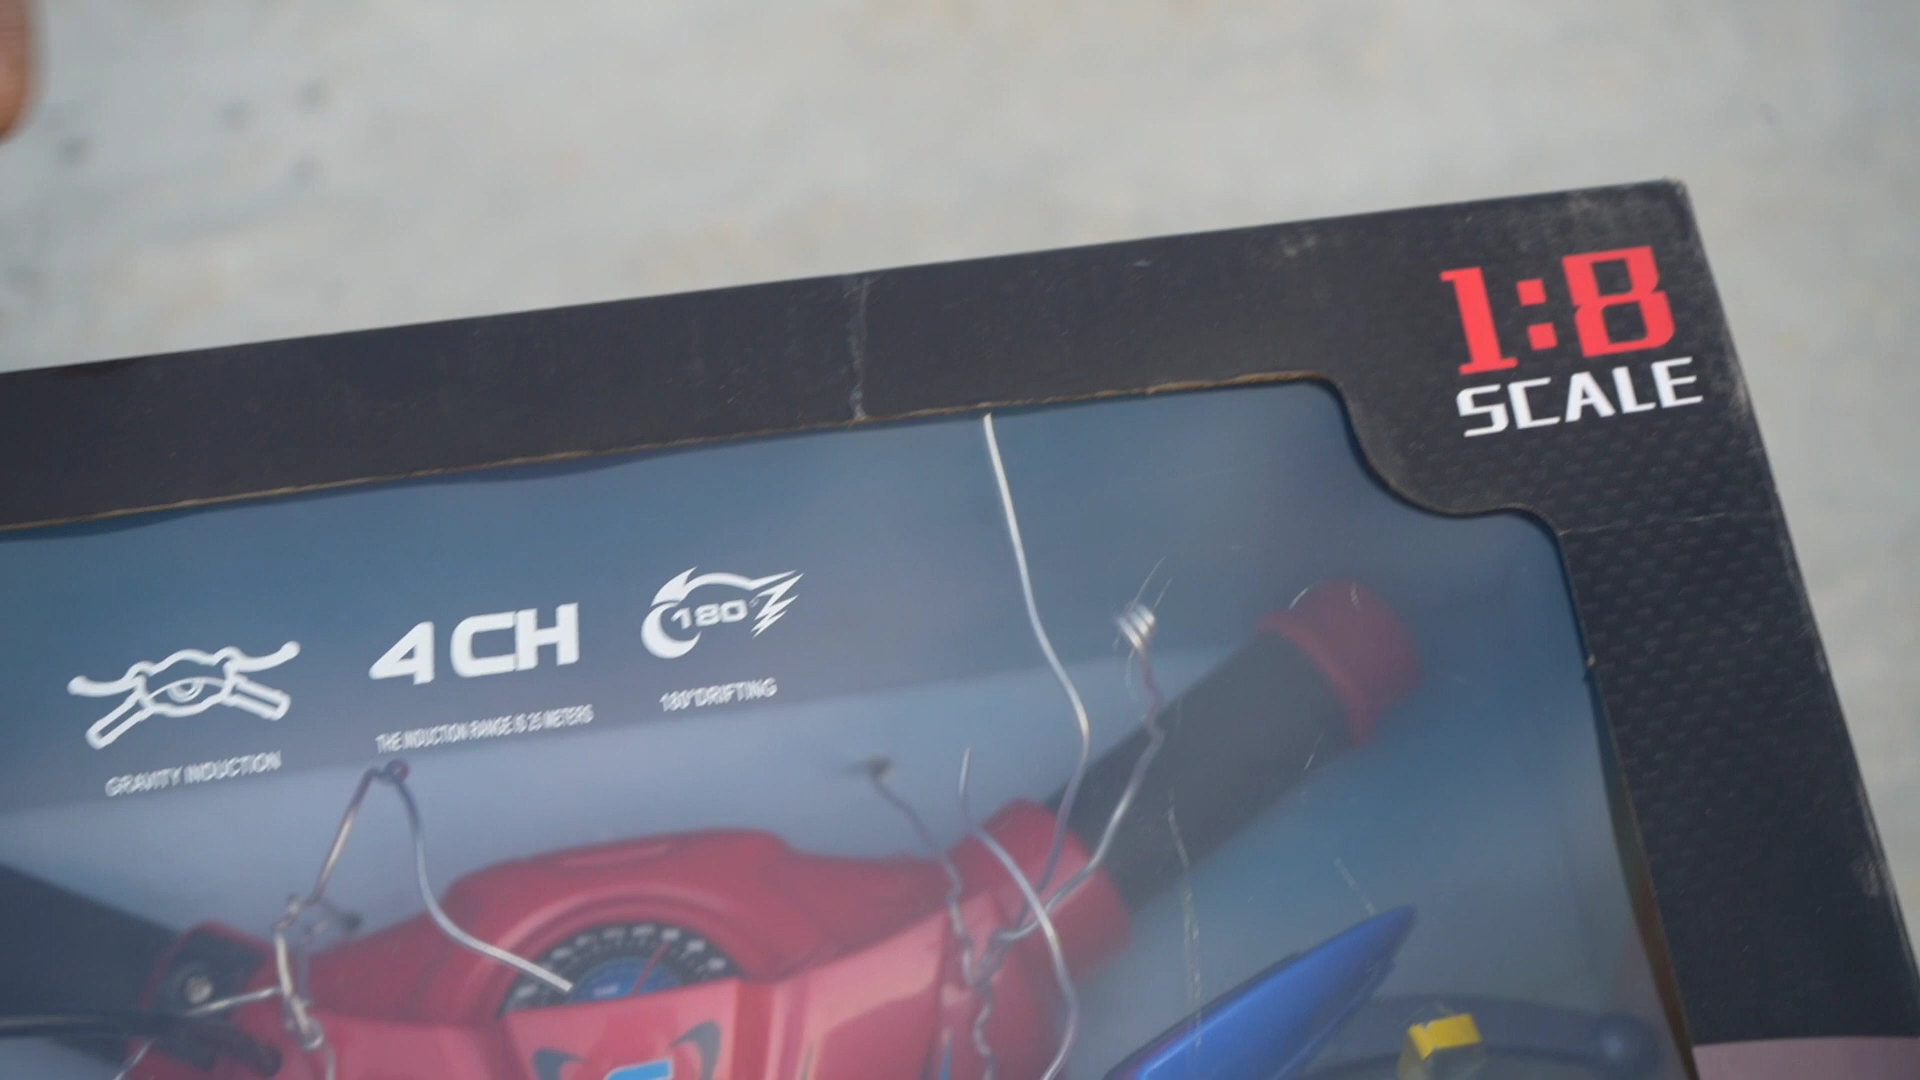 1:8
SCALE
4CH
180°
GRAVITY INDUCTION
THE INDUCTION RANGE IS 25 METERS
180°DRIFTING